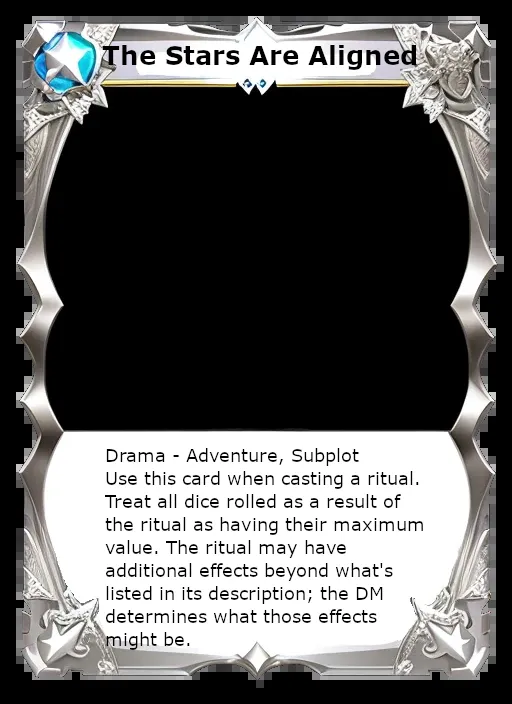 The Stars Are Aligned
Drama - Adventure, Subplot
Use this card when casting a ritual.
Treat all dice rolled as a result of
the ritual as having their maximum
value. The ritual may have
additional effects beyond what's
listed in its description; the DM
determines what those effects
might be.